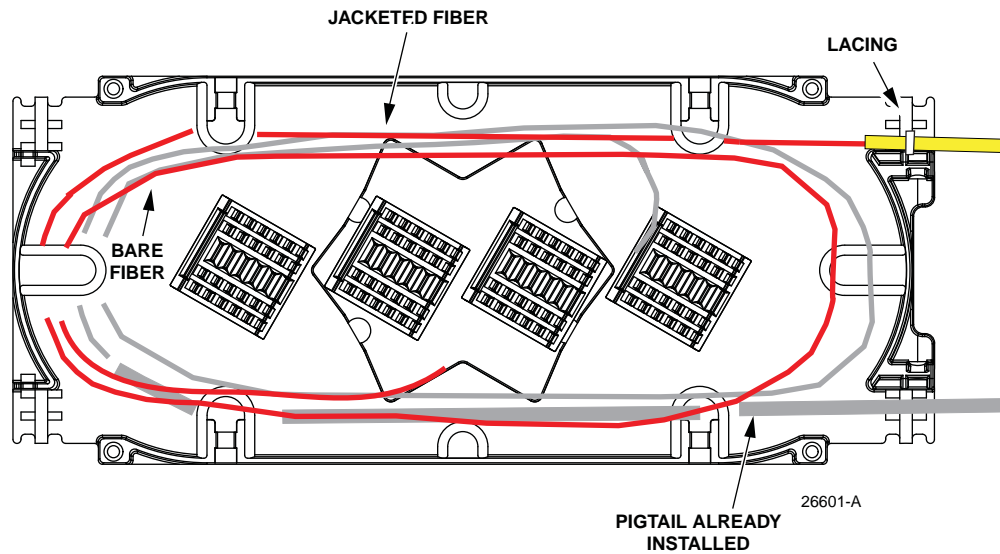 JACKETED FIBER
LACING
BARE
FIBER
26601-A
PIGTAIL ALREADY
INSTALLED